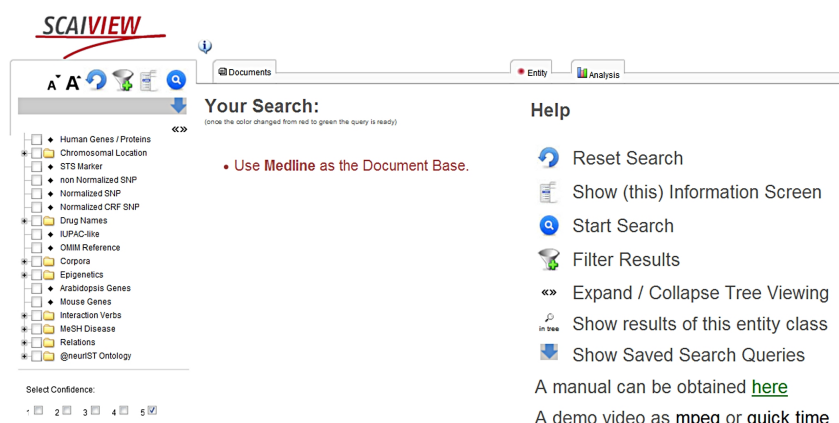 SCAIVIEW
A A
Documents
Entity
Analysis
Your Search:
(once the color changed from red to green the query is ready)
Use Medline as the Document Base.
«»
Human Genes / Proteins
Chromosomal Location
STS Marker
non Normalized SNP
Normalized SNP
Normalized CRF SNP
Drug Names
IUPAC-like
OMIM Reference
Corpora
Epigenetics
Arabidopsis Genes
Mouse Genes
Interaction Verbs
MeSH Disease
Relations
@neurIST Ontology
Select Confidence:
1 2 3 4 5
Help
Reset Search
Show (this) Information Screen
Start Search
Filter Results
«» Expand / Collapse Tree Viewing
in tree Show results of this entity class
Show Saved Search Queries
A manual can be obtained here
A demo video as mpeg or quick time